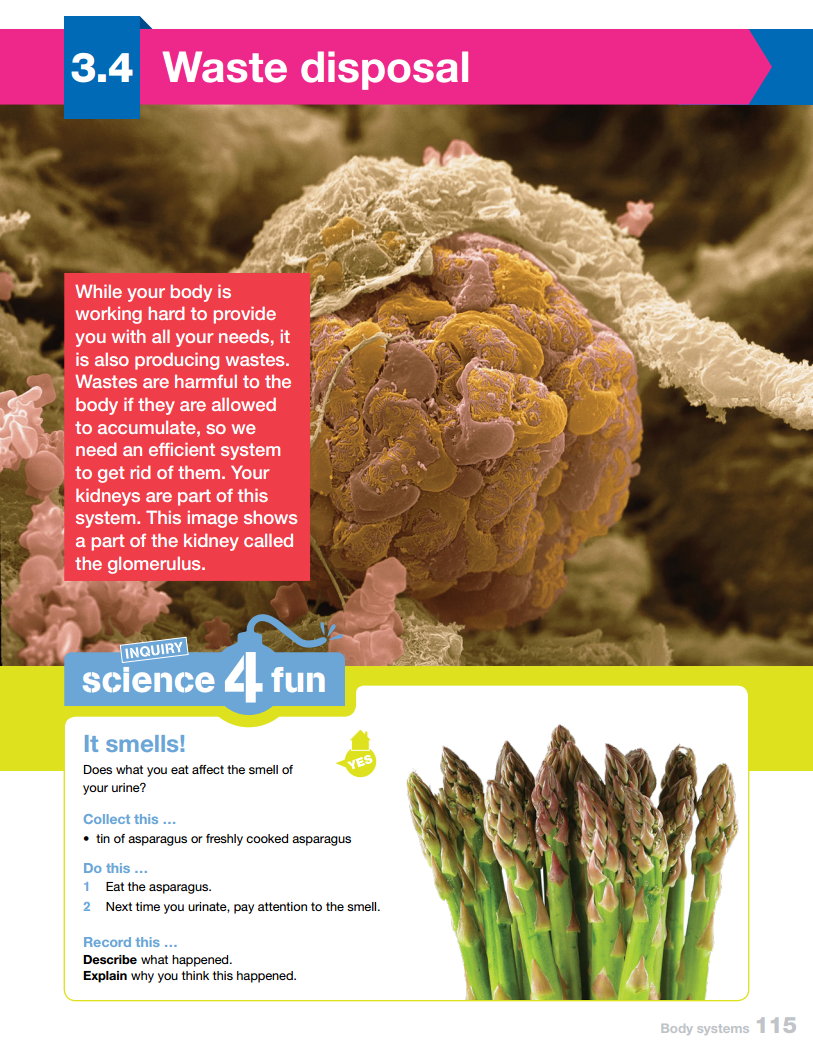 3.4 Waste disposal
While your body is
working hard to provide
you with all your needs, it
is also producing wastes.
Wastes are harmful to the
body if they are allowed
to accumulate, so we
need an efficient system
to get rid of them. Your
kidneys are part of this
system. This image shows
a part of the kidney called
the glomerulus.
INQUIRY
science 4 fun
It smells!
YES
Does what you eat affect the smell of
your urine?
Collect this …
• tin of asparagus or freshly cooked asparagus
Do this …
1 Eat the asparagus.
2 Next time you urinate, pay attention to the smell.
Record this …
Describe what happened.
Explain why you think this happened.
Body systems 115